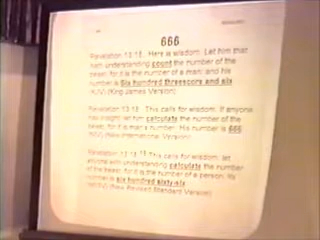 666
Revelation 13:18 Here is wisdom. Let him that
hath understanding count the number of the
beast: for it is the number of a man; and his
number is Six hundred threescore and six
(KJV) (King James Version)
Revelation 13:18 This calls for wisdom. If anyone
has insight, let him calculate the number of the
beast, for it is man's number. His number is 666
(NIV) (New International Version)
Revelation 13:18 This calls for wisdom: let
anyone with understanding calculate the number
of the beast, for it is the number of a person. Its
number is six hundred sixty-six
(New Revised Standard Version)